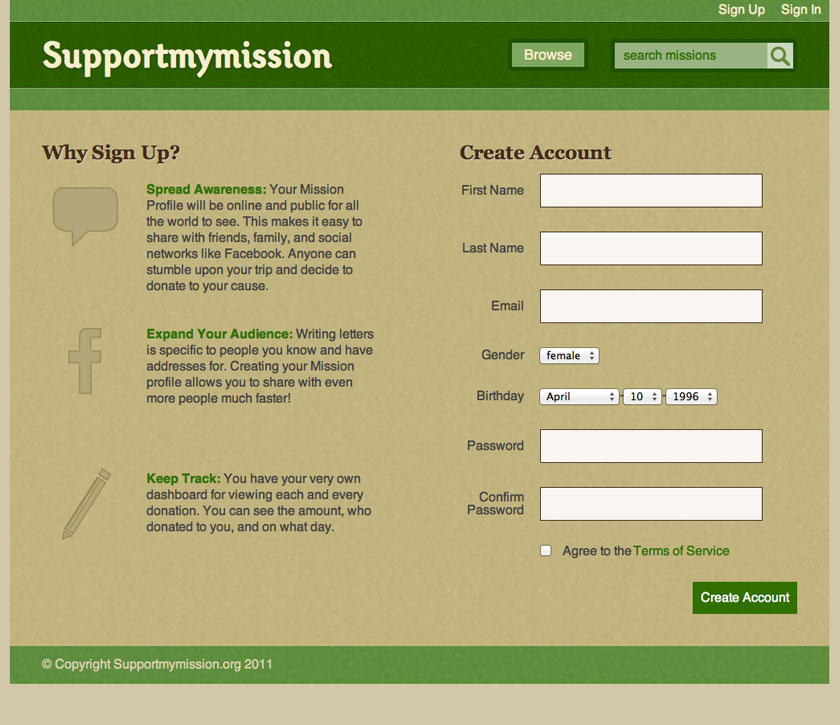 Sign Up Sign In
Supportmymission
Browse
search missions
Why Sign Up?
Spread Awareness: Your Mission
Profile will be online and public for all
the world to see. This makes it easy to
share with friends, family, and social
networks like Facebook. Anyone can
stumble upon your trip and decide to
donate to your cause.
f
Expand Your Audience: Writing letters
is specific to people you know and have
addresses for. Creating your Mission
profile allows you to share with even
more people much faster!
Keep Track: You have your very own
dashboard for viewing each and every
donation. You can see the amount, who
donated to you, and on what day.
Create Account
First Name
Last Name
Email
Gender female
Birthday April - 10 - 1996
Password
Confirm
Password
Agree to the Terms of Service
Create Account
© Copyright Supportmymission.org 2011